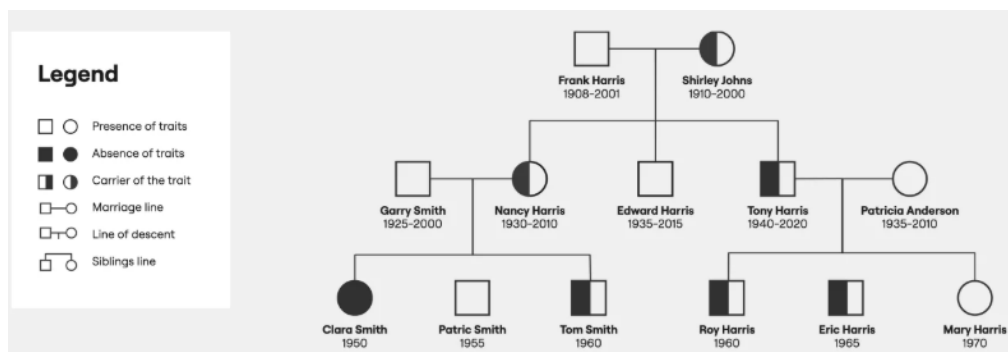 Legend
Presence of traits
Absence of traits
Carrier of the trait
Marriage line
Line of descent
Siblings line
Frank Harris
1908-2001
Shirley Johns
1910-2000
Garry Smith
1925-2000
Nancy Harris
1930-2010
Edward Harris
1935-2015
Tony Harris
1940-2020
Patricia Anderson
1935-2010
Clara Smith
1950
Patric Smith
1955
Tom Smith
1960
Roy Harris
1960
Eric Harris
1965
Mary Harris
1970